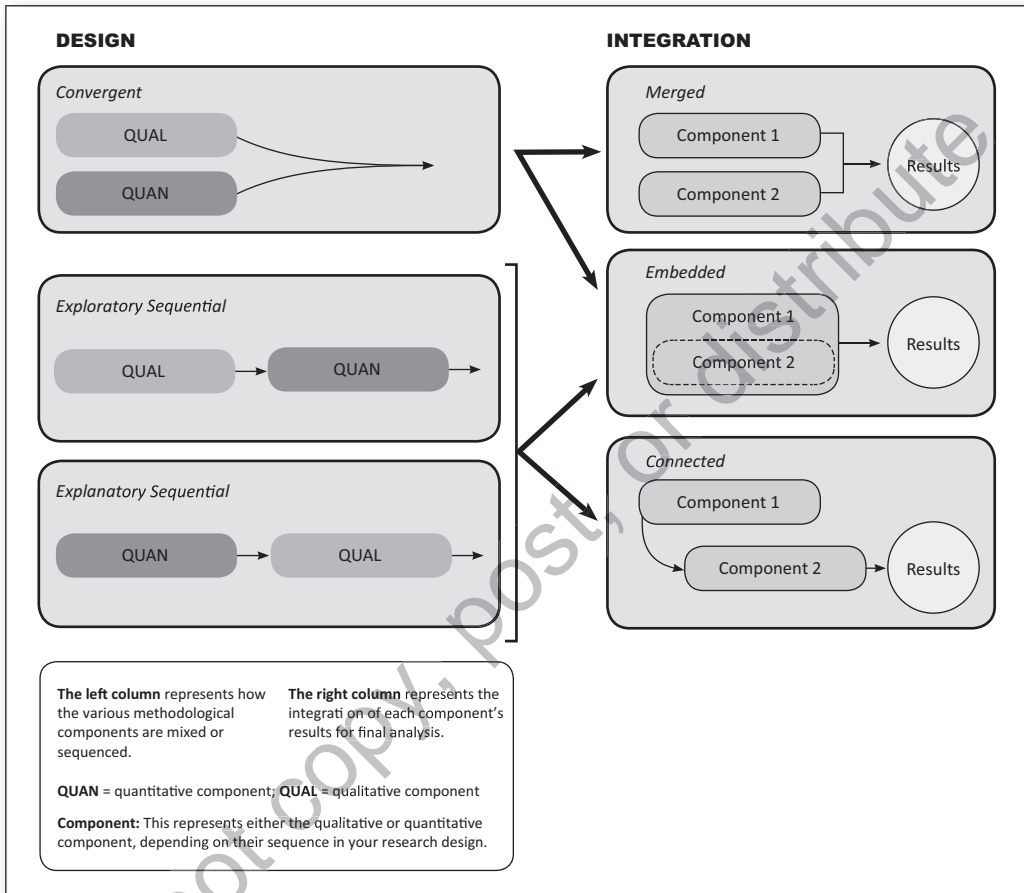 DESIGN
Convergent
QUAL
QUAN
Exploratory Sequential
QUAL
QUAN
Explanatory Sequential
QUAN
QUAL
INTEGRATION
Merged
Component 1
Component 2
Results
Embedded
Component 1
Component 2
Results
Connected
Component 1
Component 2
Results
The left column represents how
the various methodological
components are mixed or
sequenced.
The right column represents the
integrati on of each component's
results for final analysis.
QUAN = quantitative component; QUAL = qualitative component
Component: This represents either the qualitative or quantitative
component, depending on their sequence in your research design.
not copy, post, or distribute